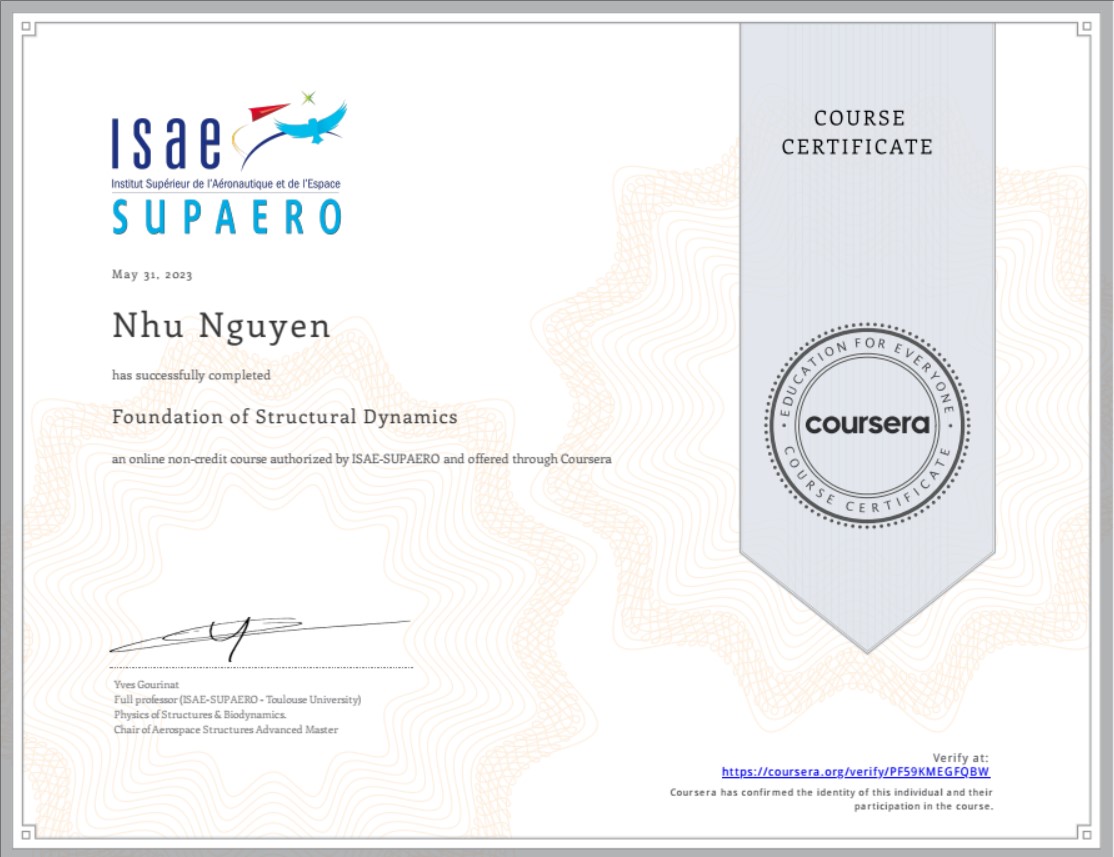 ısae
Institut Supérieur de l'Aéronautique et de l'Espace
SUPAERO
May 31, 2023
Nhu Nguyen
has successfully completed
Foundation of Structural Dynamics
an online non-credit course authorized by ISAE-SUPAERO and offered through Coursera
Yves Gourinat
Full professor (ISAE-SUPAERO - Toulouse University)
Physics of Structures & Biodynamics.
Chair of Aerospace Structures Advanced Master
COURSE
CERTIFICATE
EDUCATION FOR EVERYONE
coursera
COURSE CERTIFICATE
Verify at:
https://coursera.org/verify/PF59KMEGFQBW
Coursera has confirmed the identity of this individual and their
participation in the course.